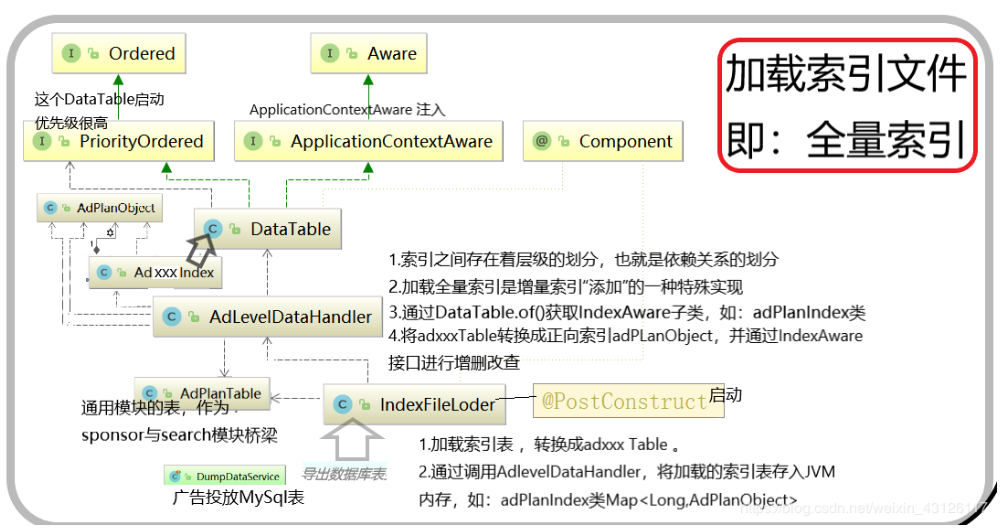 Ordered
Aware
加载索引文件
即：全量索引
这个DataTable启动
优先级很高
ApplicationContextAware 注入
PriorityOrdered
ApplicationContextAware
Component
AdPlanObject
DataTable
1
Ad xxx Index
1.索引之间存在着层级的划分，也就是依赖关系的划分
2.加载全量索引是增量索引“添加”的一种特殊实现
3.通过DataTable.of()获取IndexAware子类，如：adPlanIndex类
4.将adxxxTable转换成正向索引adPLanObject，并通过IndexAware
接口进行增删改查
AdLevelDataHandler
AdPlanTable
通用模块的表，作为
sponsor与search模块桥梁
IndexFileLoder
@PostConstruct
启动
导出数据库表
DumpDataService
广告投放MySql表
1.加载索引表 ，转换成adxxx Table 。
2.通过调用AdlevelDataHandler，将加载的索引表存入JVM
内存，如：adPlanIndex类Map<Long,AdPlanObject>